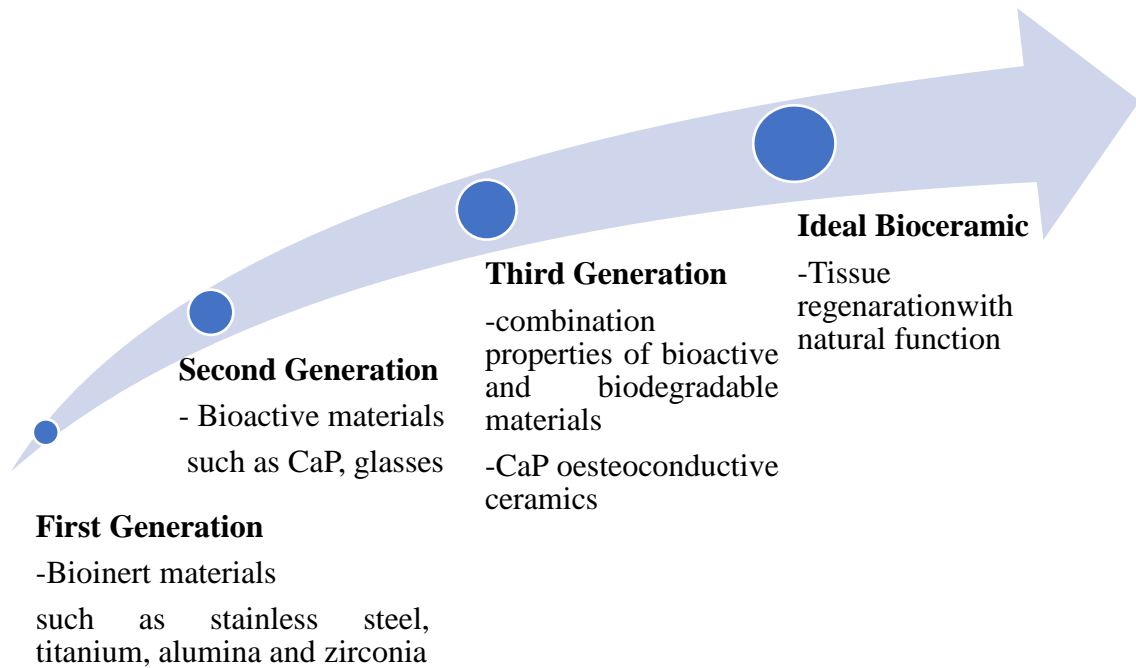 First Generation
-Bioinert materials
such as stainless steel,
titanium, alumina and zirconia
Second Generation
- Bioactive materials
such as CaP, glasses
Third Generation
-combination
properties of bioactive
and biodegradable
materials
-CaP oesteoconductive
ceramics
Ideal Bioceramic
-Tissue
regenarationwith
natural function